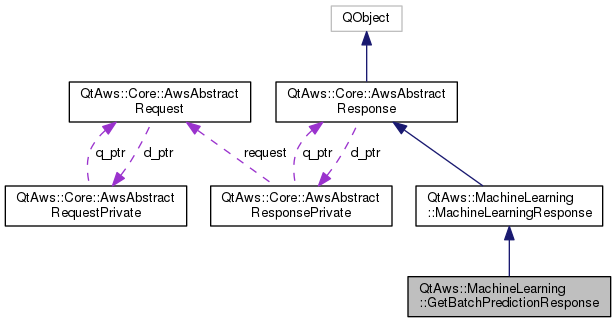 QObject
QtAws::Core::AwsAbstract
Request
QtAws::Core::AwsAbstract
Response
q_ptr
d_ptr
request
q_ptr
d_ptr
QtAws::Core::AwsAbstract
RequestPrivate
QtAws::Core::AwsAbstract
ResponsePrivate
QtAws::MachineLearning
::MachineLearningResponse
QtAws::MachineLearning
::GetBatchPredictionResponse